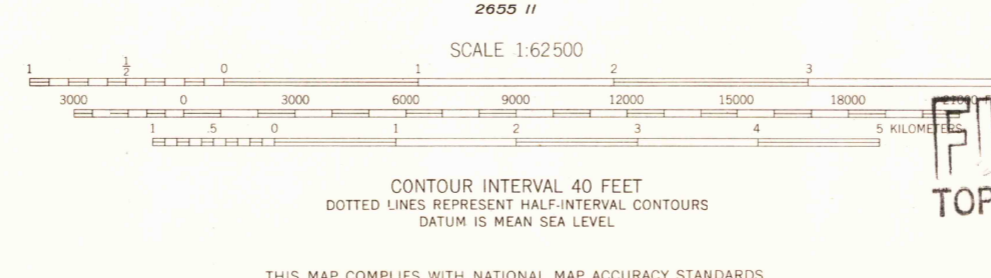 2655 II
SCALE 1:62500
1 1/2 0 1 2 3
3000 0 3000 6000 9000 12000 15000 18000 21000
1 .5 0 1 2 3 4 5 KILOMETERS
CONTOUR INTERVAL 40 FEET
DOTTED LINES REPRESENT HALF-INTERVAL CONTOURS
DATUM IS MEAN SEA LEVEL
TOP
THIS MAP COMPLIES WITH NATIONAL MAP ACCURACY STANDARDS